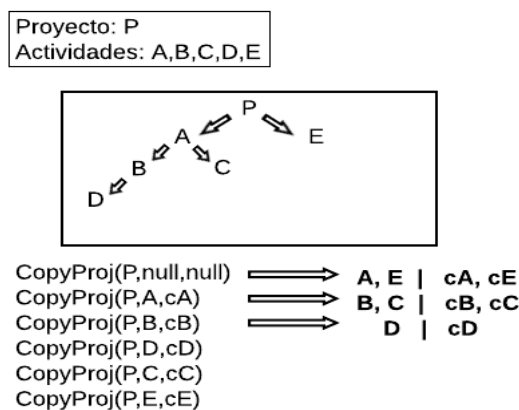 Proyecto: P
Actividades: A,B,C,D,E
P
A E
B C
D
CopyProj(P,null,null) A, E | cA, cE
CopyProj(P,A,cA) B, C | cB, cC
CopyProj(P,B,cB) D | cD
CopyProj(P,D,cD)
CopyProj(P,C,cC)
CopyProj(P,E,cE)